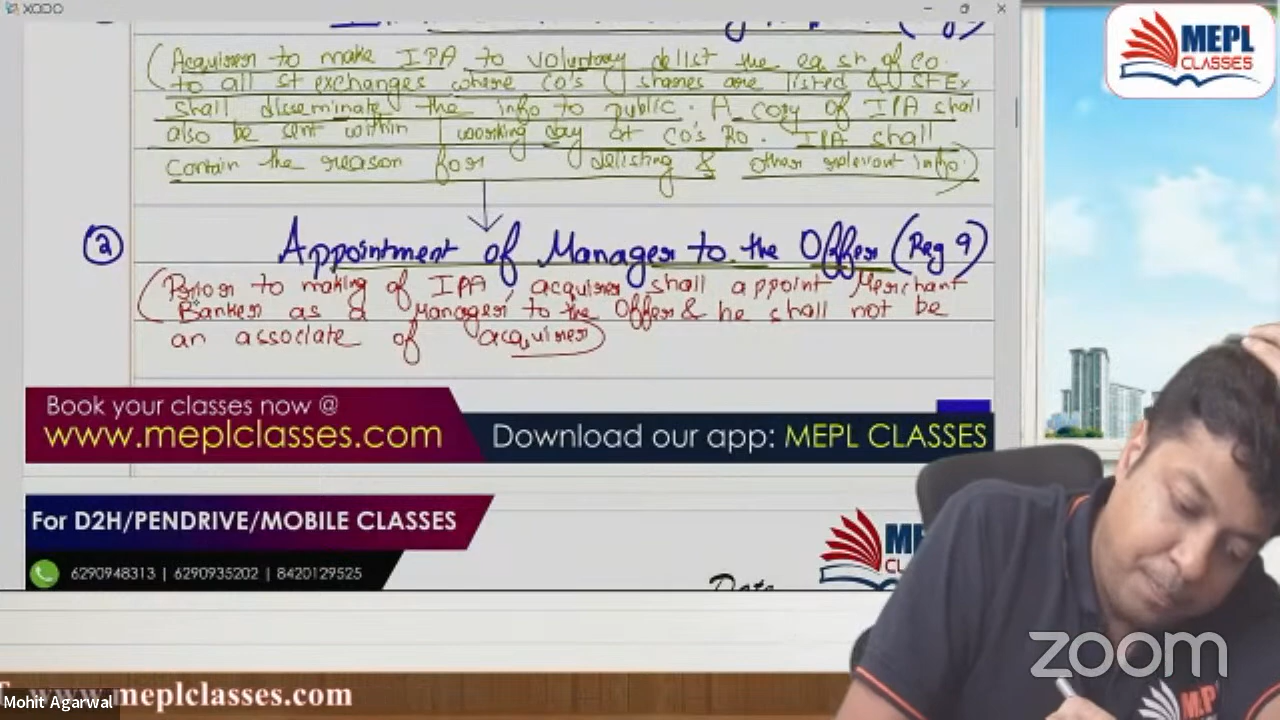 XODO
MEPL
CLASSES
(Acquirer to make IPA to voluntary delist the eq sh of co.
to all st exchanges where co's shares are listed & St Ex
shall disseminate the info to public. A copy of IPA shall
also be sent within 1 working day at co's RO. IPA shall
contain the reason for delisting & other relevant info.)
② Appointment of Manager to the Offer (Reg 9)
(Prior to making of IPA, acquirer shall appoint Merchant
Banker as a Manager to the Offer & he shall not be
an associate of acquirer)
Book your classes now @
www.meplclasses.com
Download our app: MEPL CLASSES
For D2H/PENDRIVE/MOBILE CLASSES
6290948313 | 6290935202 | 8420129525
Date
zoom
www.meplclasses.com
Mohit Agarwal